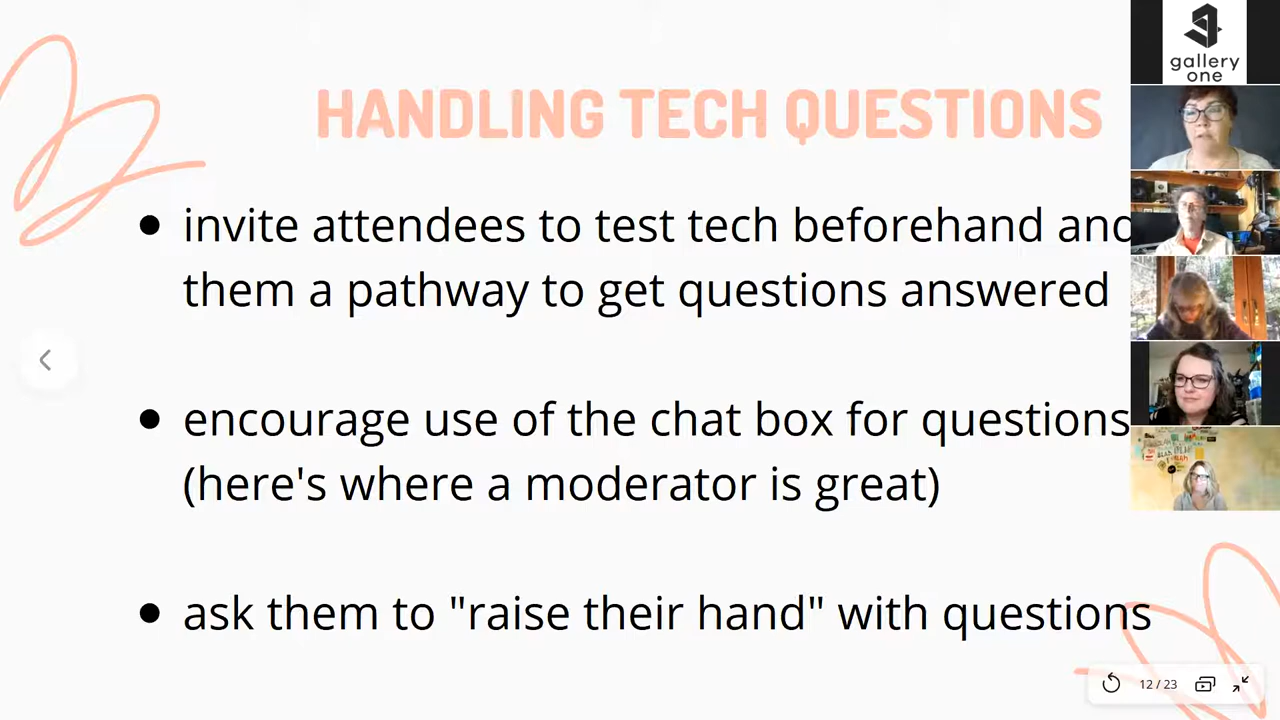 HANDLING TECH QUESTIONS
invite attendees to test tech beforehand and
them a pathway to get questions answered
encourage use of the chat box for questions
(here's where a moderator is great)
ask them to "raise their hand" with questions
gallery
one
12 / 23